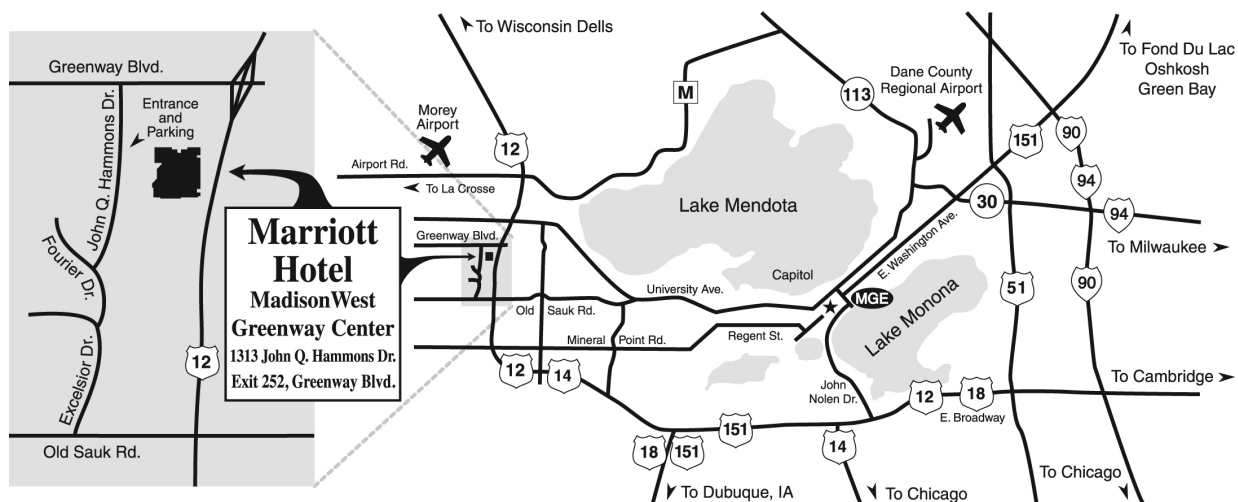 Greenway Blvd.
John Q. Hammons Dr.
Entrance
and
Parking
Fourier Dr.
Excelsior Dr.
12
Old Sauk Rd.
Marriott
Hotel
MadisonWest
Greenway Center
1313 John Q. Hammons Dr.
Exit 252, Greenway Blvd.
To Wisconsin Dells
Morey
Airport
12
Airport Rd.
To La Crosse
Greenway Blvd.
M
113
Dane County
Regional Airport
To Fond Du Lac
Oshkosh
Green Bay
151
90
94
30
94
To Milwaukee
Lake Mendota
E. Washington Ave.
Capitol
MGE
Lake Monona
51
90
University Ave.
Old Sauk Rd.
Mineral Point Rd.
Regent St.
12
14
John
Nolen Dr.
12
18
E. Broadway
To Cambridge
18
151
151
14
To Dubuque, IA
To Chicago
To Chicago